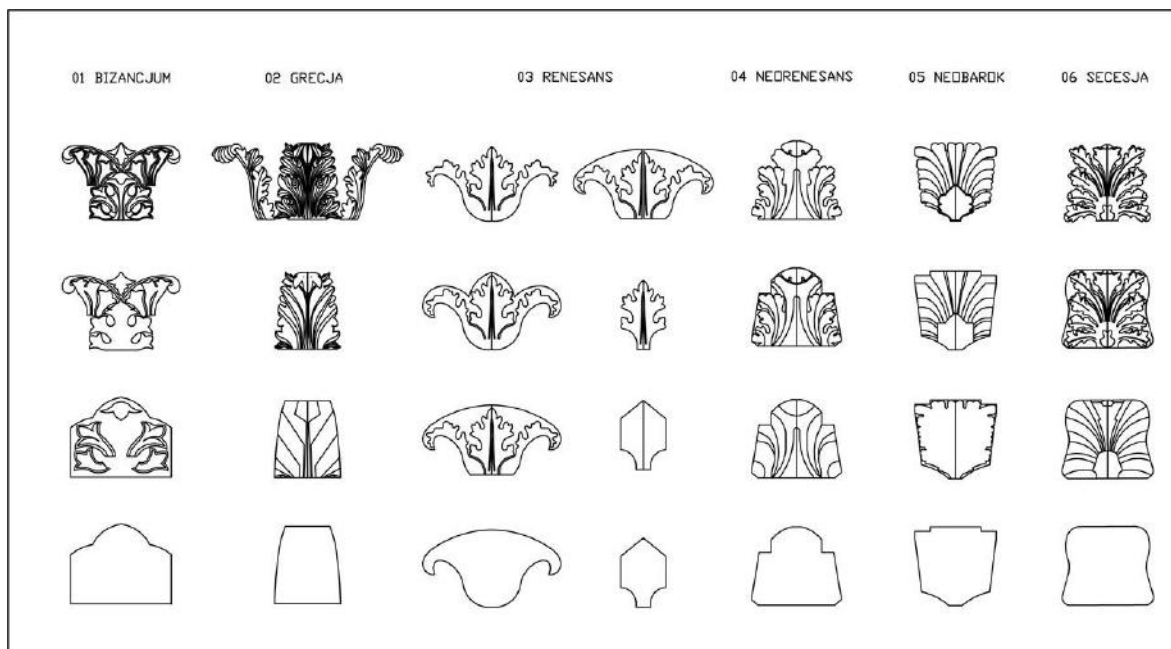 01 BIZANCJUM
02 GRECJA
03 RENESANS
04 NEORENESANS
05 NEOBAROK
06 SECESJA